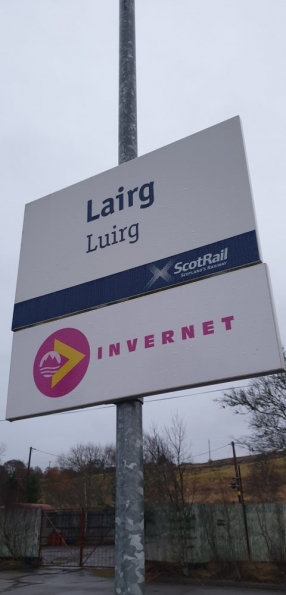 Lairg
Luirg
ScotRail
SCOTLAND'S RAILWAY
INVERNET